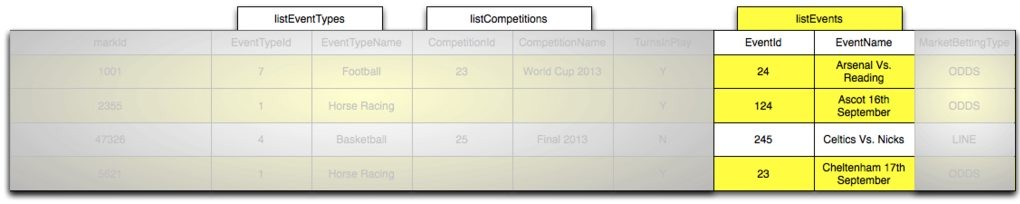 listEventTypes listCompetitions listEvents
markId EventTypeId EventTypeName CompetitionId CompetitionName TurnsInPlay EventId EventName MarketBettingType
1001 7 Football 23 World Cup 2013 Y 24 Arsenal Vs.
Reading ODDS
2355 1 Horse Racing Y 124 Ascot 16th
September ODDS
47326 4 Basketball 25 Final 2013 N 245 Celtics Vs. Nicks LINE
5621 1 Horse Racing Y 23 Cheltenham 17th
September ODDS